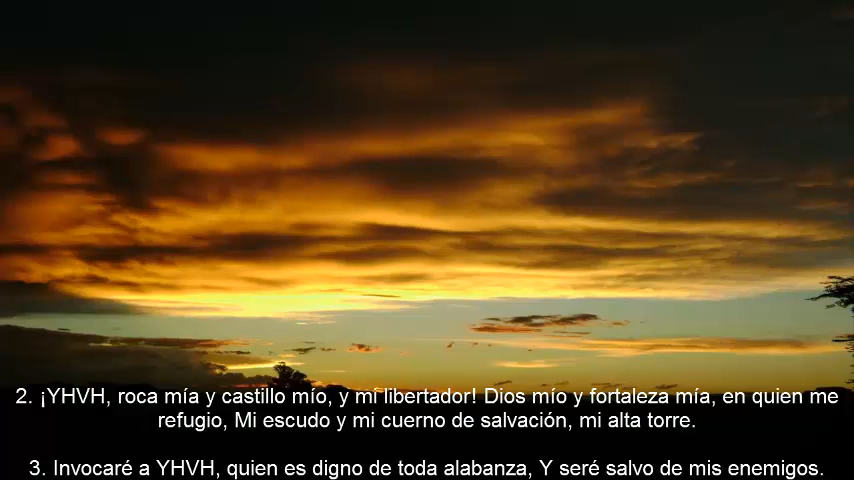 2. ¡YHVH, roca mía y castillo mío, y mi libertador! Dios mío y fortaleza mía, en quien me
refugio, Mi escudo y mi cuerno de salvación, mi alta torre.
3. Invocaré a YHVH, quien es digno de toda alabanza, Y seré salvo de mis enemigos.